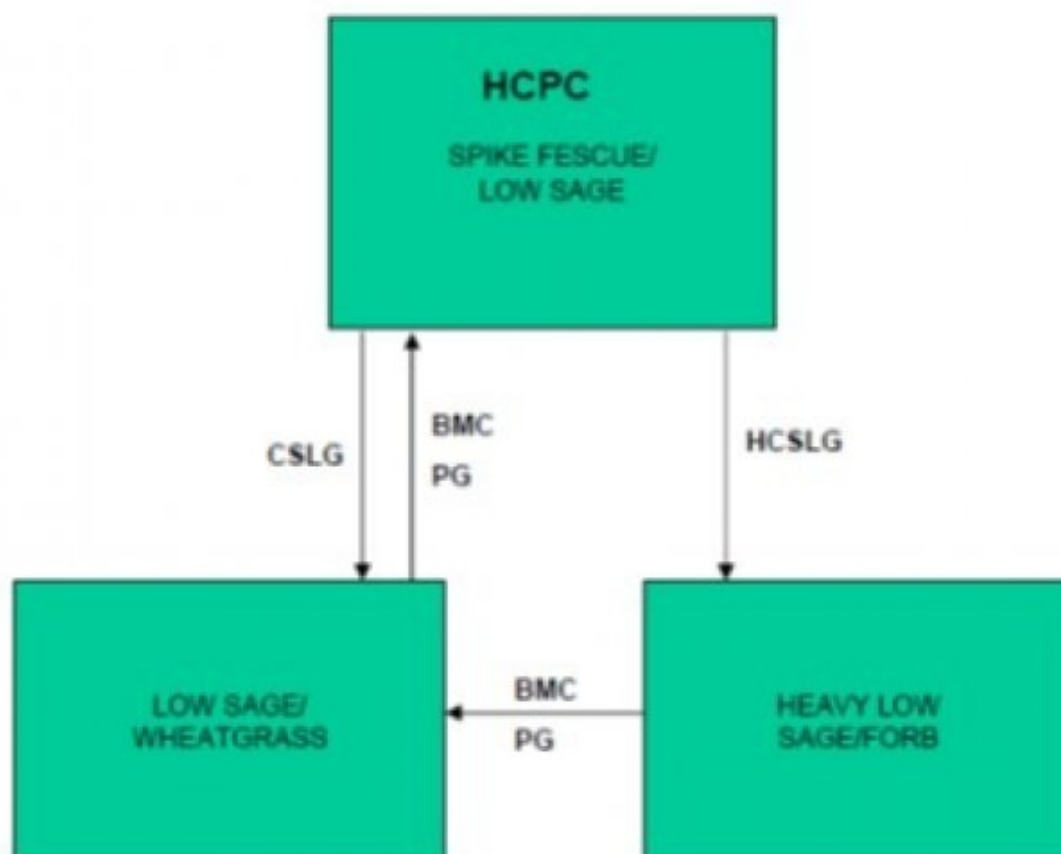 HCPC
SPIKE FESCUE/
LOW SAGE
CSLG
BMC
PG
HCSLG
LOW SAGE/
WHEATGRASS
BMC
PG
HEAVY LOW
SAGE/FORB